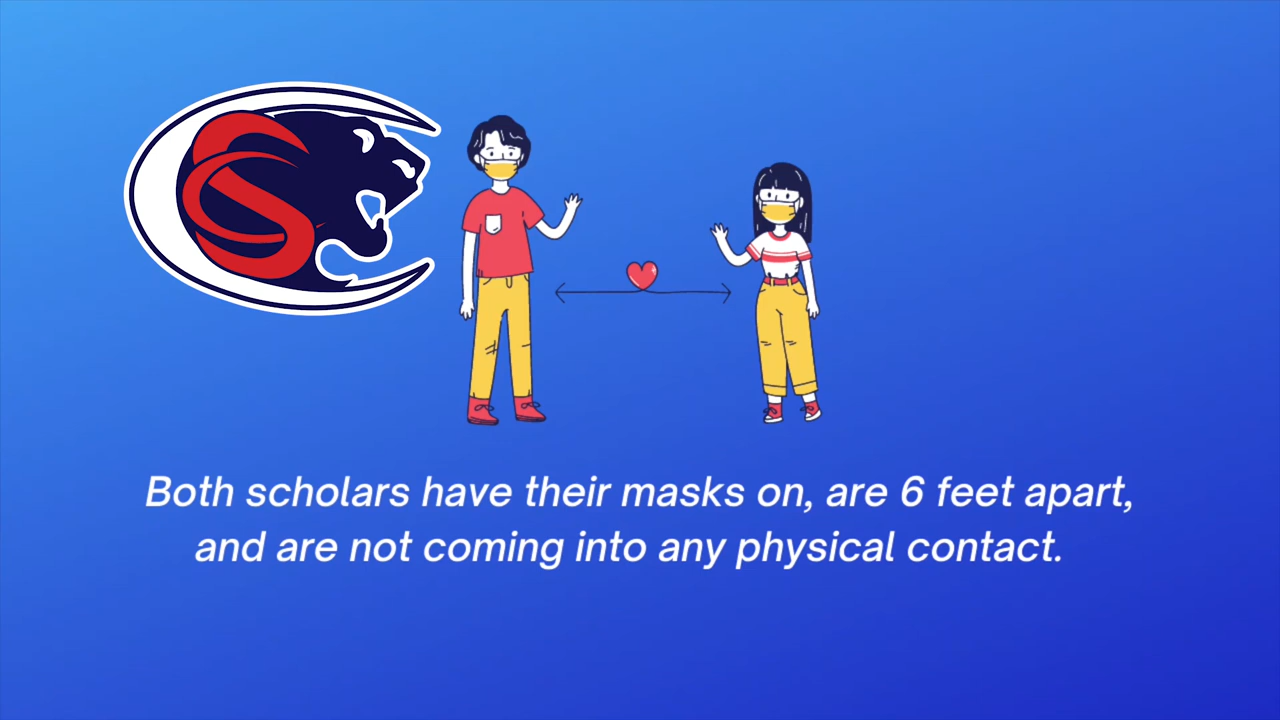 Both scholars have their masks on, are 6 feet apart,
and are not coming into any physical contact.